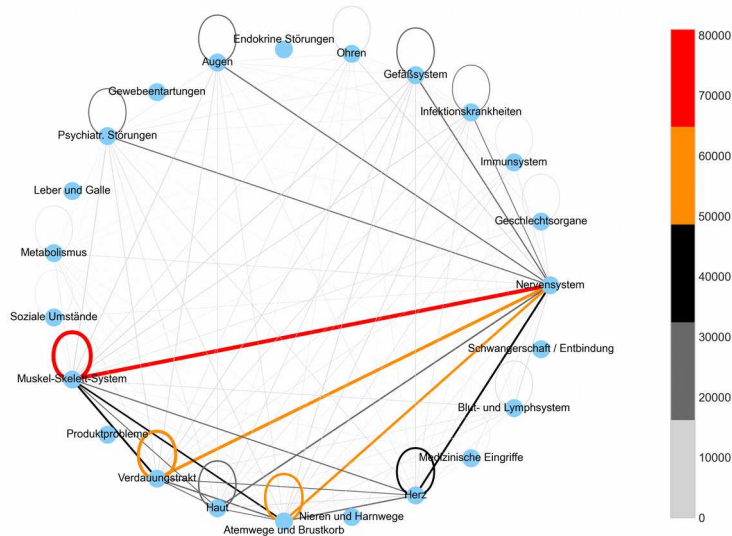 Endokrine Störungen
Ohren
Augen
Gefäßsystem
Gewebeentartungen
Infektionskrankheiten
Psychiatr. Störungen
Immunsystem
Leber und Galle
Geschlechtsorgane
Metabolismus
Nervensystem
Soziale Umstände
Schwangerschaft / Entbindung
Muskel-Skelett-System
Blut- und Lymphsystem
Produktprobleme
Medizinische Eingriffe
Verdauungstrakt
Herz
Haut
Nieren und Harnwege
Atemwege und Brustkorb
80000
70000
60000
50000
40000
30000
20000
10000
0